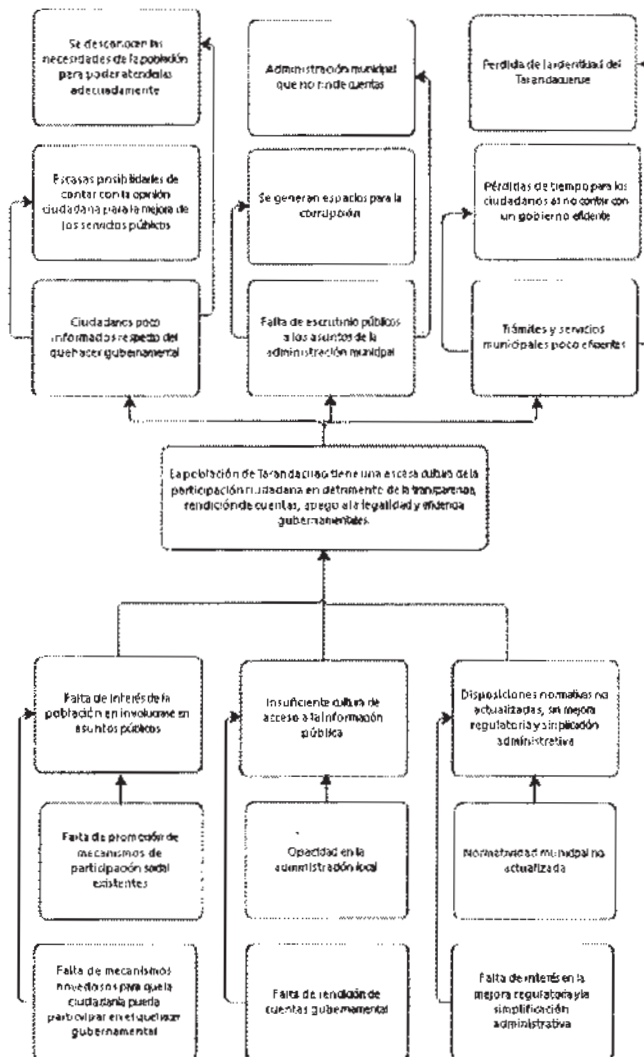 Se desconocen las
necesidades de la población
para poder atenderlas
adecuadamente
Administración municipal
que no rinde cuentas
Perdida de la identidad del
Tarandacuense
Escasas posibilidades de
contar con la opinión
ciudadana para la mejora de
los servicios públicos
Se generan espacios para la
corrupción
Pérdidas de tiempo para los
ciudadanos al no contar con
un gobierno eficiente
Ciudadanos poco
informados respecto del
quehacer gubernamental
Falta de escrutinio públicos
a los asuntos de la
administración municipal
Trámites y servicios
municipales poco eficientes
La población de Tarandacuao tiene una escasa cultura de la
participación ciudadana en detrimento de la transparencia,
rendición de cuentas, apego a la legalidad y eficiencia
gubernamentales.
Falta de interés de la
población en involucrase en
asuntos públicos
Insuficiente cultura de
acceso a la información
pública
Disposiciones normativas no
actualizadas, sin mejora
regulatoria y simplicación
administrativa
Falta de promoción de
mecanismos de
participación social
existentes
Opacidad en la
administración local
Normatividad municipal no
actualizada
Falta de mecanismos
novedosos para que la
ciudadanía pueda
participar en el quehacer
gubernamental
Falta de rendición de
cuentas gubernamental
Falta de interés en la
mejora regulatoria y la
simplificación
administrativa